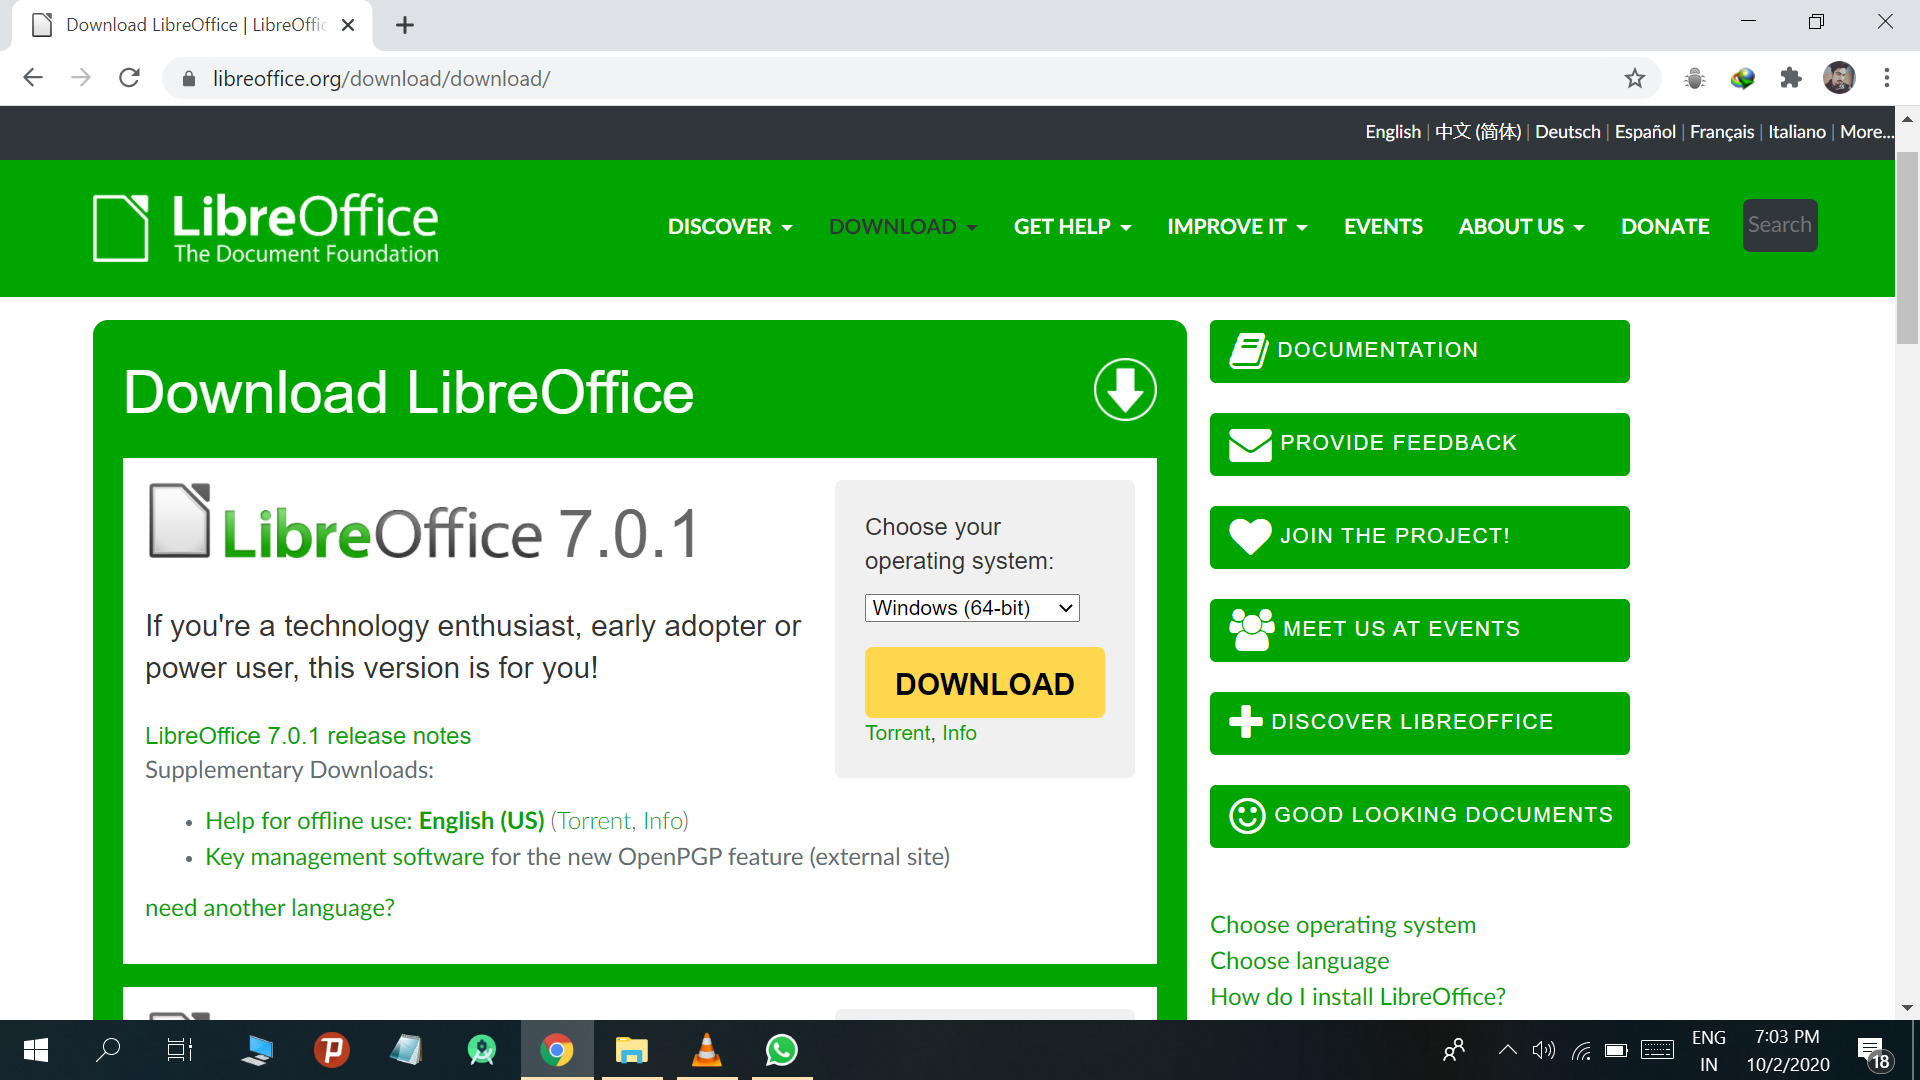 Download LibreOffice | LibreOffic
libreoffice.org/download/download/
English | 中文 (简体) | Deutsch | Español | Français | Italiano | More...
LibreOffice
The Document Foundation
DISCOVER
DOWNLOAD
GET HELP
IMPROVE IT
EVENTS
ABOUT US
DONATE
Search
Download LibreOffice
LibreOffice 7.0.1
If you're a technology enthusiast, early adopter or
power user, this version is for you!
LibreOffice 7.0.1 release notes
Supplementary Downloads:
• Help for offline use: English (US) (Torrent, Info)
• Key management software for the new OpenPGP feature (external site)
need another language?
Choose your
operating system:
Windows (64-bit)
DOWNLOAD
Torrent, Info
DOCUMENTATION
PROVIDE FEEDBACK
JOIN THE PROJECT!
MEET US AT EVENTS
DISCOVER LIBREOFFICE
GOOD LOOKING DOCUMENTS
Choose operating system
Choose language
How do I install LibreOffice?
ENG
IN
7:03 PM
10/2/2020
18